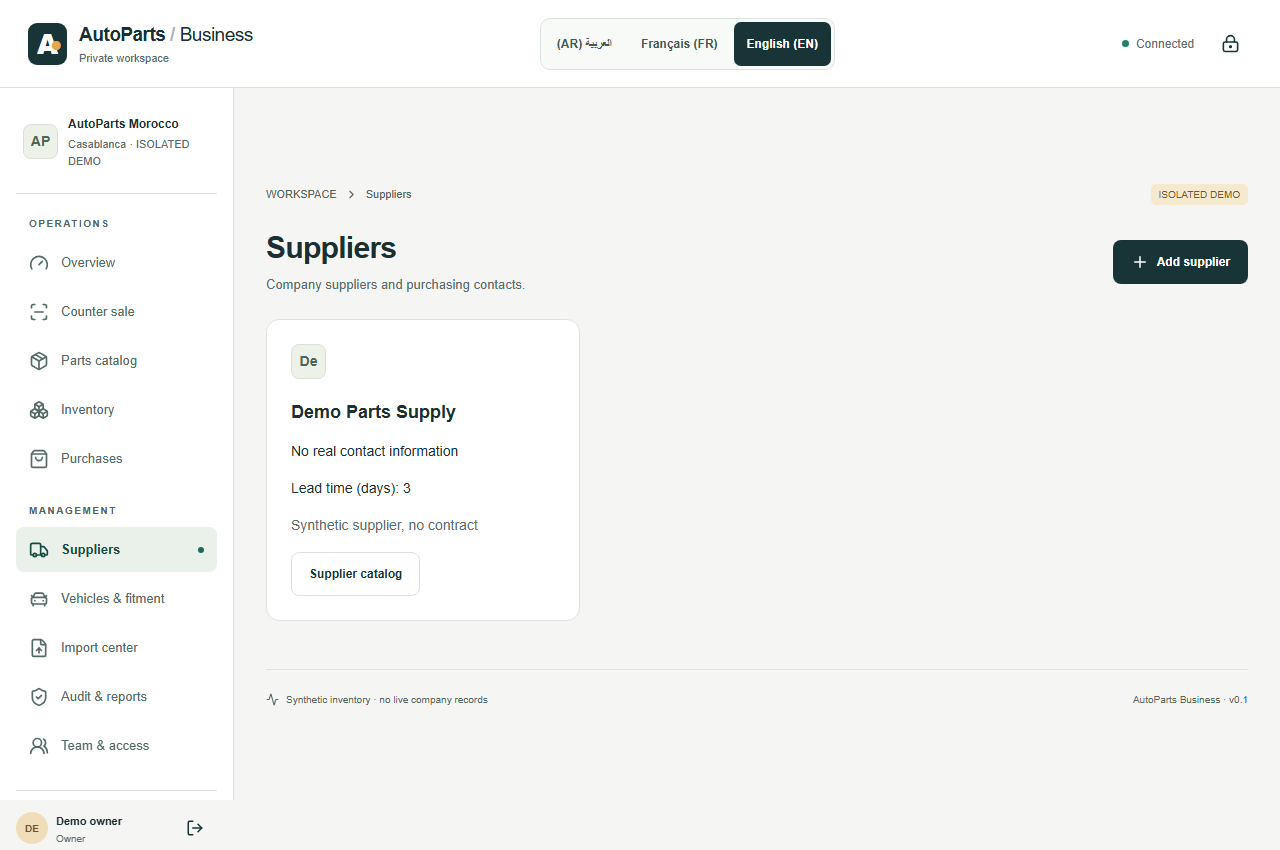 AutoParts / Business
Private workspace
العربية (AR)
Français (FR)
English (EN)
Connected
AP
AutoParts Morocco
Casablanca · ISOLATED
DEMO
OPERATIONS
Overview
Counter sale
Parts catalog
Inventory
Purchases
MANAGEMENT
Suppliers
Vehicles & fitment
Import center
Audit & reports
Team & access
DE
Demo owner
Owner
WORKSPACE > Suppliers
ISOLATED DEMO
Suppliers
Company suppliers and purchasing contacts.
Add supplier
De
Demo Parts Supply
No real contact information
Lead time (days): 3
Synthetic supplier, no contract
Supplier catalog
Synthetic inventory · no live company records
AutoParts Business · v0.1